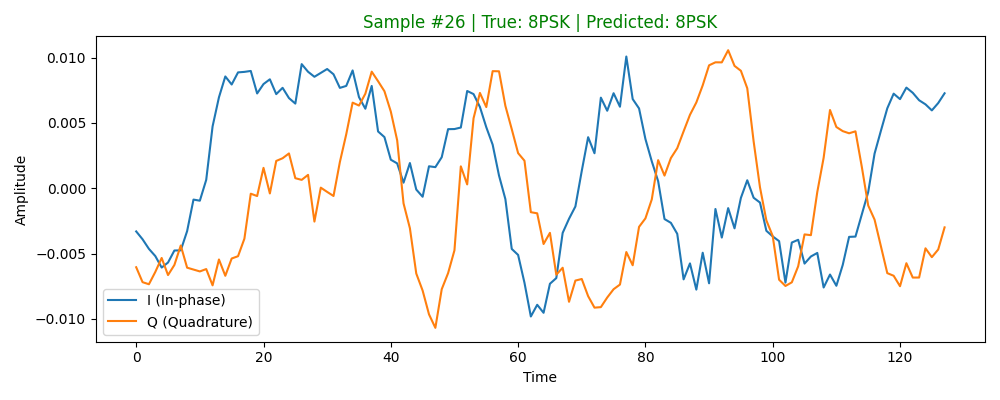 Sample #26 | True: 8PSK | Predicted: 8PSK
Amplitude
0.010
0.005
0.000
−0.005
−0.010
I (In-phase)
Q (Quadrature)
0 20 40 60 80 100 120
Time